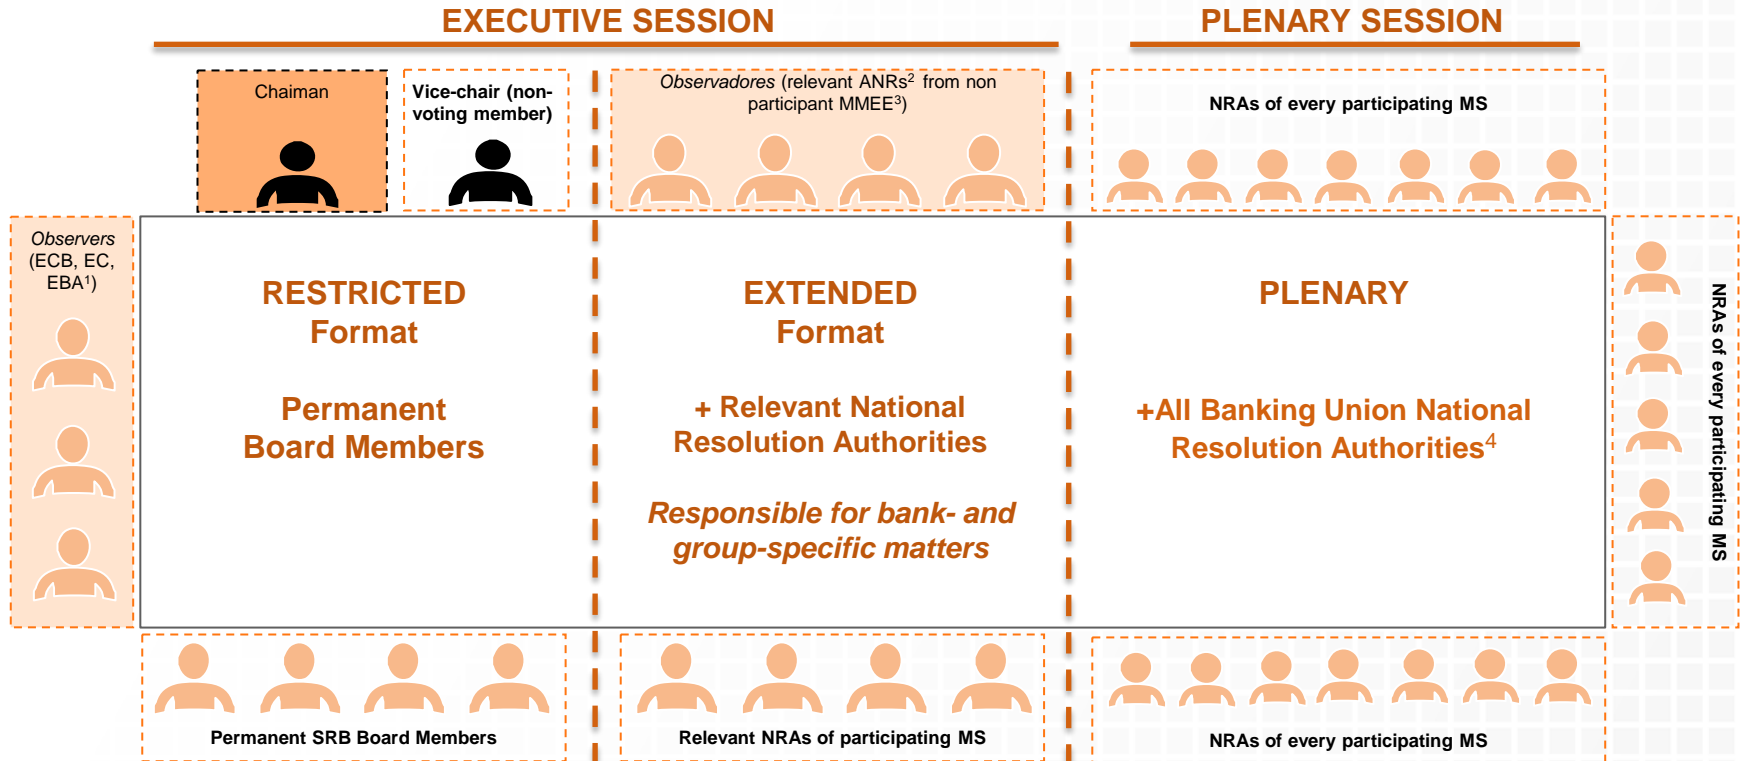 EXECUTIVE SESSION
PLENARY SESSION
Chaiman
Vice-chair (non-
voting member)
Observadores (relevant ANRs² from non
participant MMEE³)
NRAs of every participating MS
Observers
(ECB, EC,
EBA¹)
RESTRICTED
Format
Permanent
Board Members
EXTENDED
Format
+ Relevant National
Resolution Authorities
Responsible for bank- and
group-specific matters
PLENARY
+All Banking Union National
Resolution Authorities⁴
NRAs of every participating MS
Permanent SRB Board Members
Relevant NRAs of participating MS
NRAs of every participating MS